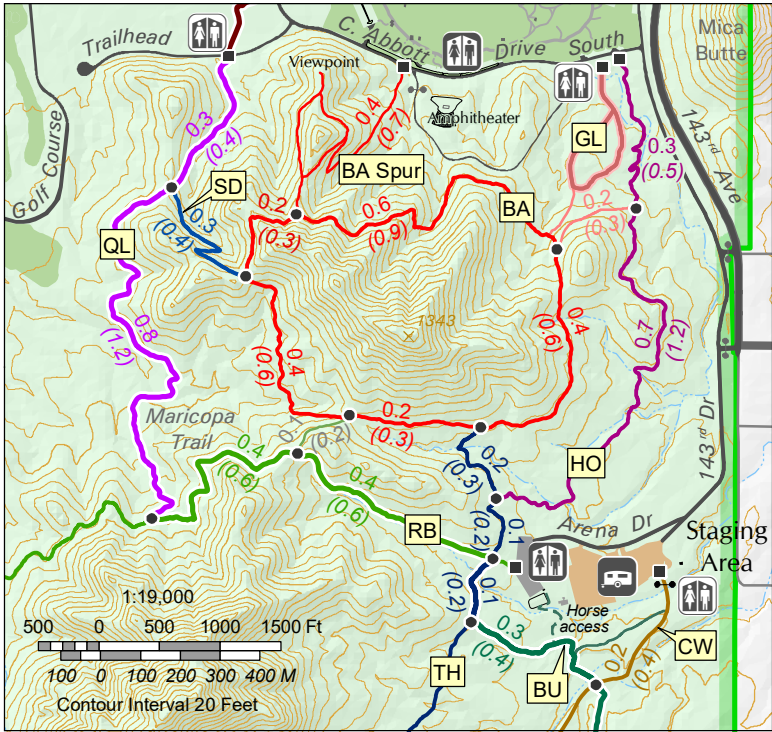 Trailhead
C. Abbott Drive South
Mica
Butte
Viewpoint
Amphitheater
Golf Course
143rd Ave
0.3
(0.4)
0.4
(0.7)
BA Spur
GL
0.3
(0.5)
SD
0.3
(0.4)
0.2
(0.3)
0.6
(0.9)
BA
0.2
(0.3)
QL
0.8
(1.2)
1343
0.4
(0.6)
0.4
(0.6)
0.7
(1.2)
Maricopa
Trail
0.1
(0.2)
0.2
(0.3)
0.4
(0.6)
0.4
(0.6)
0.2
(0.3)
HO
143rd Dr
RB
0.1
(0.2)
Arena Dr
Staging
Area
0.1
(0.2)
Horse
access
0.3
(0.4)
TH
BU
CW
0.2
(0.4)
1:19,000
500 0 500 1000 1500 Ft
100 0 100 200 300 400 M
Contour Interval 20 Feet